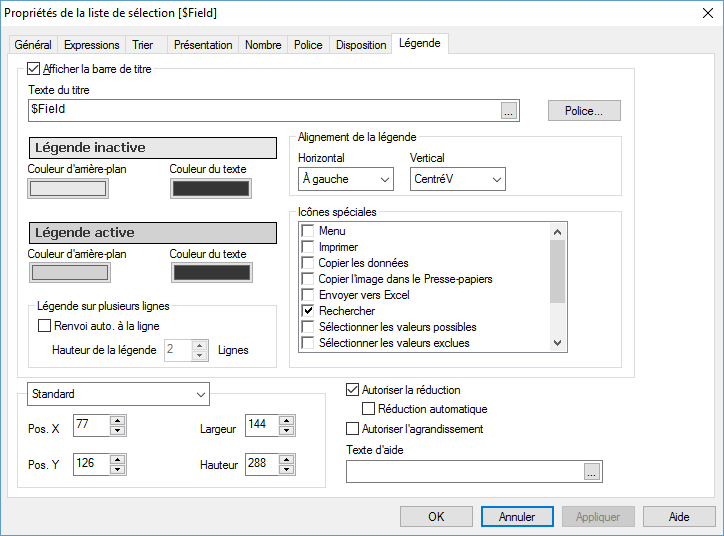 Propriétés de la liste de sélection [$Field]
Général Expressions Trier Présentation Nombre Police Disposition Légende
Afficher la barre de titre
Texte du titre
$Field
...
Police...
Légende inactive
Couleur d'arrière-plan Couleur du texte
Légende active
Couleur d'arrière-plan Couleur du texte
Légende sur plusieurs lignes
Renvoi auto. à la ligne
Hauteur de la légende 2 Lignes
Alignement de la légende
Horizontal Vertical
À gauche CentréV
Icônes spéciales
Menu
Imprimer
Copier les données
Copier l'image dans le Presse-papiers
Envoyer vers Excel
Rechercher
Sélectionner les valeurs possibles
Sélectionner les valeurs exclues
Standard
Pos. X 77 Largeur 144
Pos. Y 126 Hauteur 288
Autoriser la réduction
Réduction automatique
Autoriser l'agrandissement
Texte d'aide
...
OK Annuler Appliquer Aide